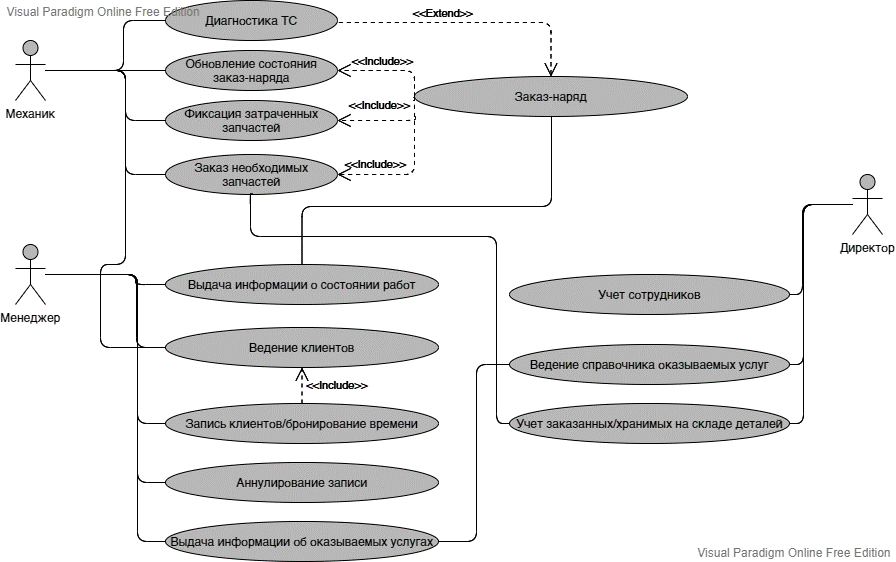 Visual Paradigm Online Free Edition
Диагностика ТС
<<Extend>>
Обновление состояния
заказ-наряда
<<Include>>
Заказ-наряд
Механик
Фиксация затраченных
запчастей
<<Include>>
Заказ необходимых
запчастей
<<Include>>
Директор
Менеджер
Выдача информации о состоянии работ
Учет сотрудников
Ведение клиентов
Ведение справочника оказываемых услуг
<<Include>>
Запись клиентов/бронирование времени
Учет заказанных/хранимых на складе деталей
Аннулирование записи
Выдача информации об оказываемых услугах
Visual Paradigm Online Free Edition